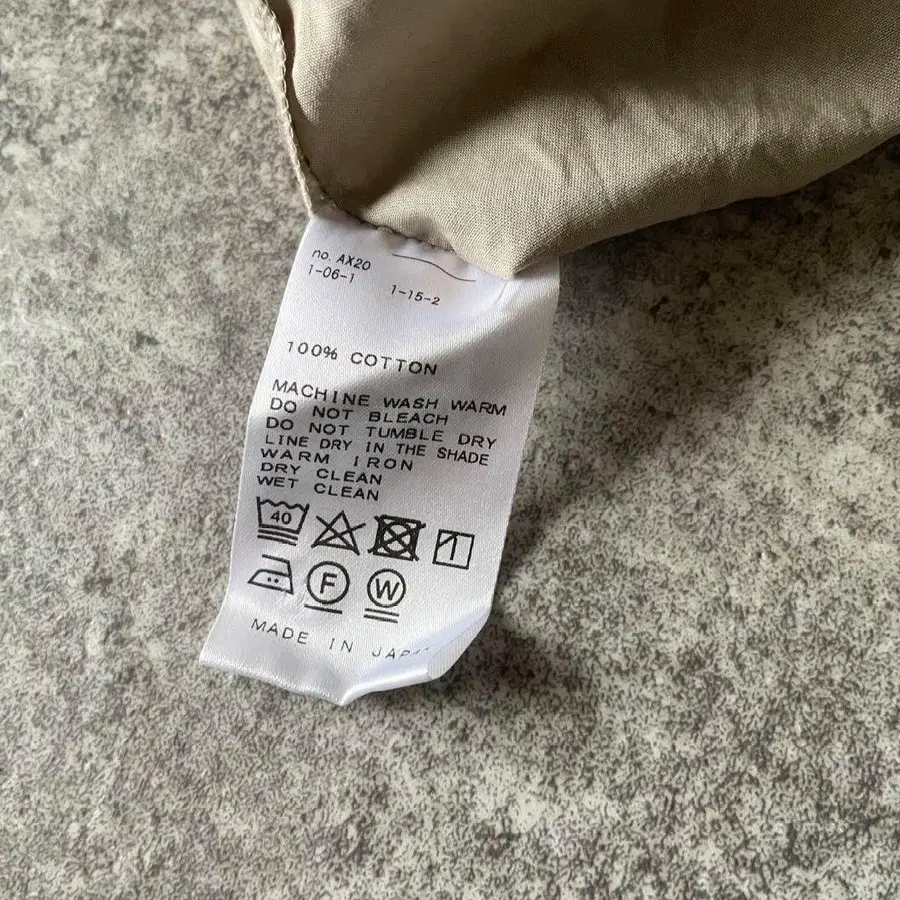 no. AX20
1-06-1
1-15-2
100% COTTON
MACHINE WASH WARM
DO NOT BLEACH
DO NOT TUMBLE DRY
LINE DRY IN THE SHADE
WARM IRON
DRY CLEAN
WET CLEAN
40
F W
MADE IN